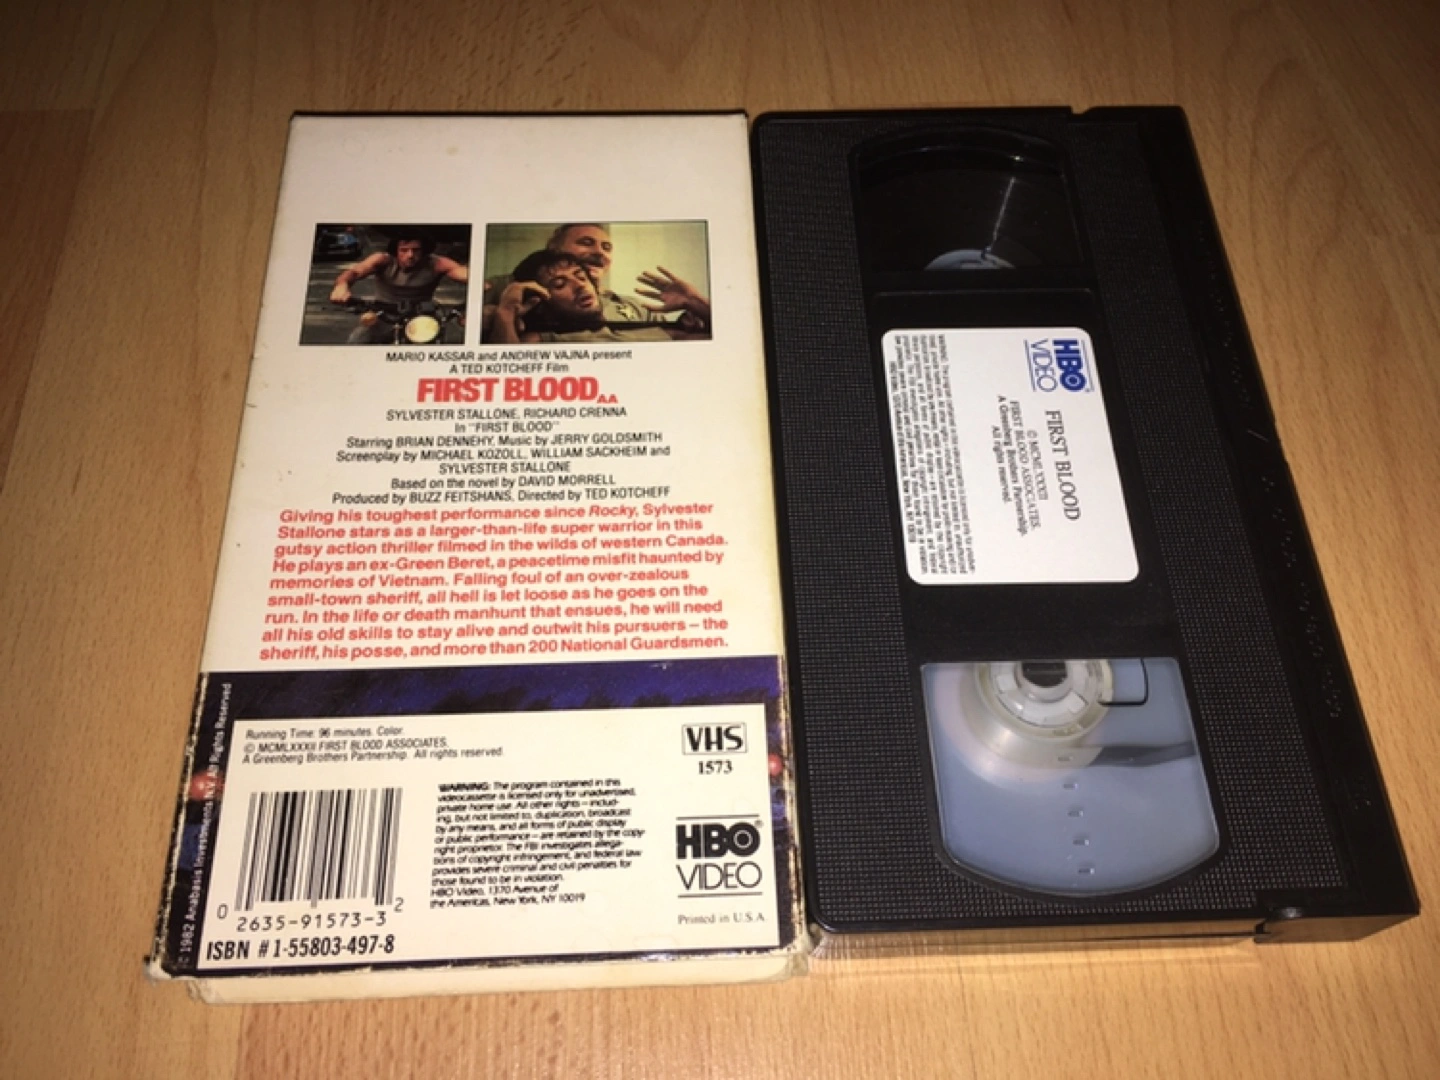 MARIO KASSAR and ANDREW VAJNA present
A TED KOTCHEFF Film
FIRST BLOOD AA
SYLVESTER STALLONE, RICHARD CRENNA
In "FIRST BLOOD"
Starring BRIAN DENNEHY, Music by JERRY GOLDSMITH
Screenplay by MICHAEL KOZOLL, WILLIAM SACKHEIM and
SYLVESTER STALLONE
Based on the novel by DAVID MORRELL
Produced by BUZZ FEITSHANS, Directed by TED KOTCHEFF
Giving his toughest performance since Rocky, Sylvester
Stallone stars as a larger-than-life super warrior in this
gutsy action thriller filmed in the wilds of western Canada.
He plays an ex-Green Beret, a peacetime misfit haunted by
memories of Vietnam. Falling foul of an over-zealous
small-town sheriff, all hell is let loose as he goes on the
run. In the life or death manhunt that ensues, he will need
all his old skills to stay alive and outwit his pursuers – the
sheriff, his posse, and more than 200 National Guardsmen.
© 1982 Anabasis Investments N.V. All Rights Reserved
Running Time: 96 minutes. Color.
© MCMLXXXII FIRST BLOOD ASSOCIATES.
A Greenberg Brothers Partnership. All rights reserved.
WARNING: The program contained in this
videocassette is licensed only for unadvertised,
private home use. All other rights – includ-
ing, but not limited to, duplication, broadcast
by any means, and all forms of public display
or public performance – are retained by the copy-
right proprietor. The FBI investigates allega-
tions of copyright infringement, and federal law
provides severe criminal and civil penalties for
those found to be in violation.
HBO Video, 1370 Avenue of
the Americas, New York, NY 10019
0 2635-91573-3 2
ISBN #1-55803-497-8
VHS
1573
HBO®
VIDEO
Printed in U.S.A.
HBO®
VIDEO
FIRST BLOOD
© MCMLXXXII
FIRST BLOOD ASSOCIATES
A Greenberg Brothers Partnership.
All rights reserved.